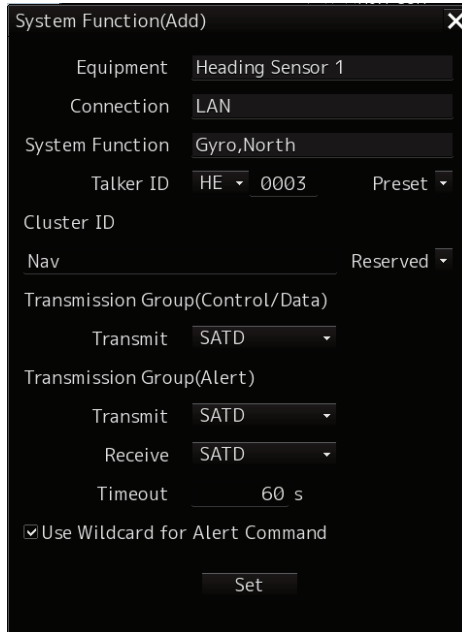 System Function(Add)
Equipment Heading Sensor 1
Connection LAN
System Function Gyro,North
Talker ID HE 0003 Preset
Cluster ID
Nav Reserved
Transmission Group(Control/Data)
Transmit SATD
Transmission Group(Alert)
Transmit SATD
Receive SATD
Timeout 60 s
Use Wildcard for Alert Command
Set